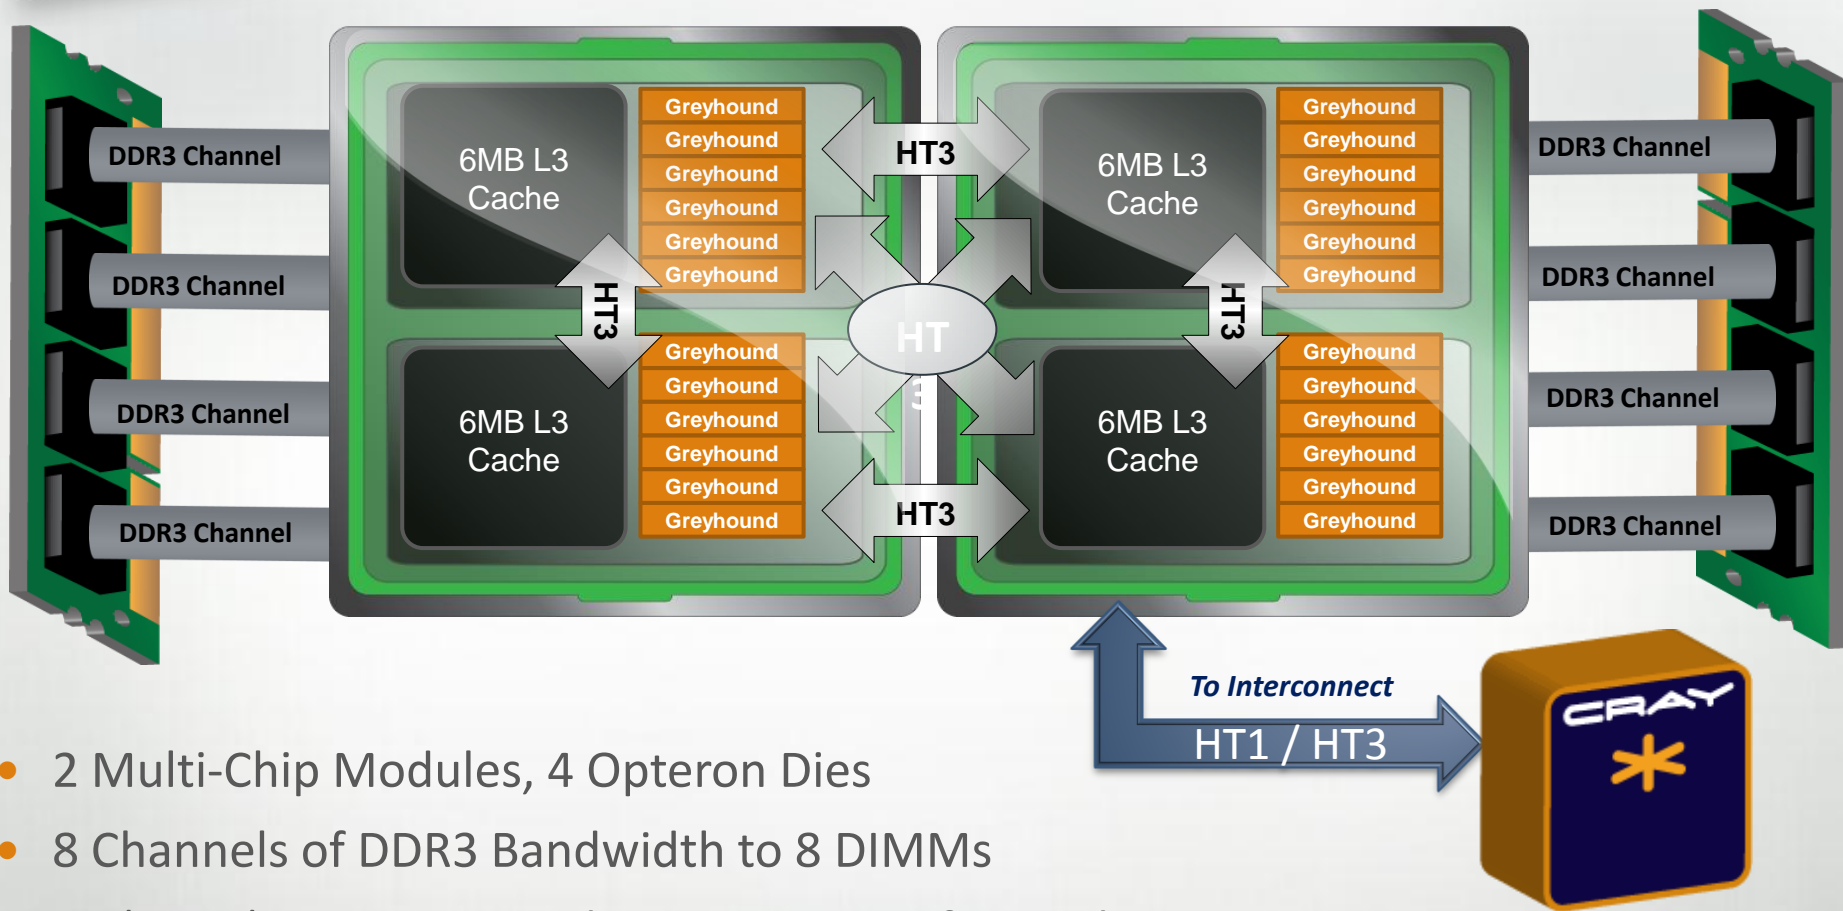 DDR3 Channel
DDR3 Channel
DDR3 Channel
DDR3 Channel
6MB L3
Cache
Greyhound
Greyhound
Greyhound
Greyhound
Greyhound
Greyhound
HT3
6MB L3
Cache
Greyhound
Greyhound
Greyhound
Greyhound
Greyhound
Greyhound
HT3
HT
3
HT3
6MB L3
Cache
Greyhound
Greyhound
Greyhound
Greyhound
Greyhound
Greyhound
HT3
6MB L3
Cache
Greyhound
Greyhound
Greyhound
Greyhound
Greyhound
Greyhound
DDR3 Channel
DDR3 Channel
DDR3 Channel
DDR3 Channel
To Interconnect
HT1 / HT3
CRAY
• 2 Multi-Chip Modules, 4 Opteron Dies
• 8 Channels of DDR3 Bandwidth to 8 DIMMs